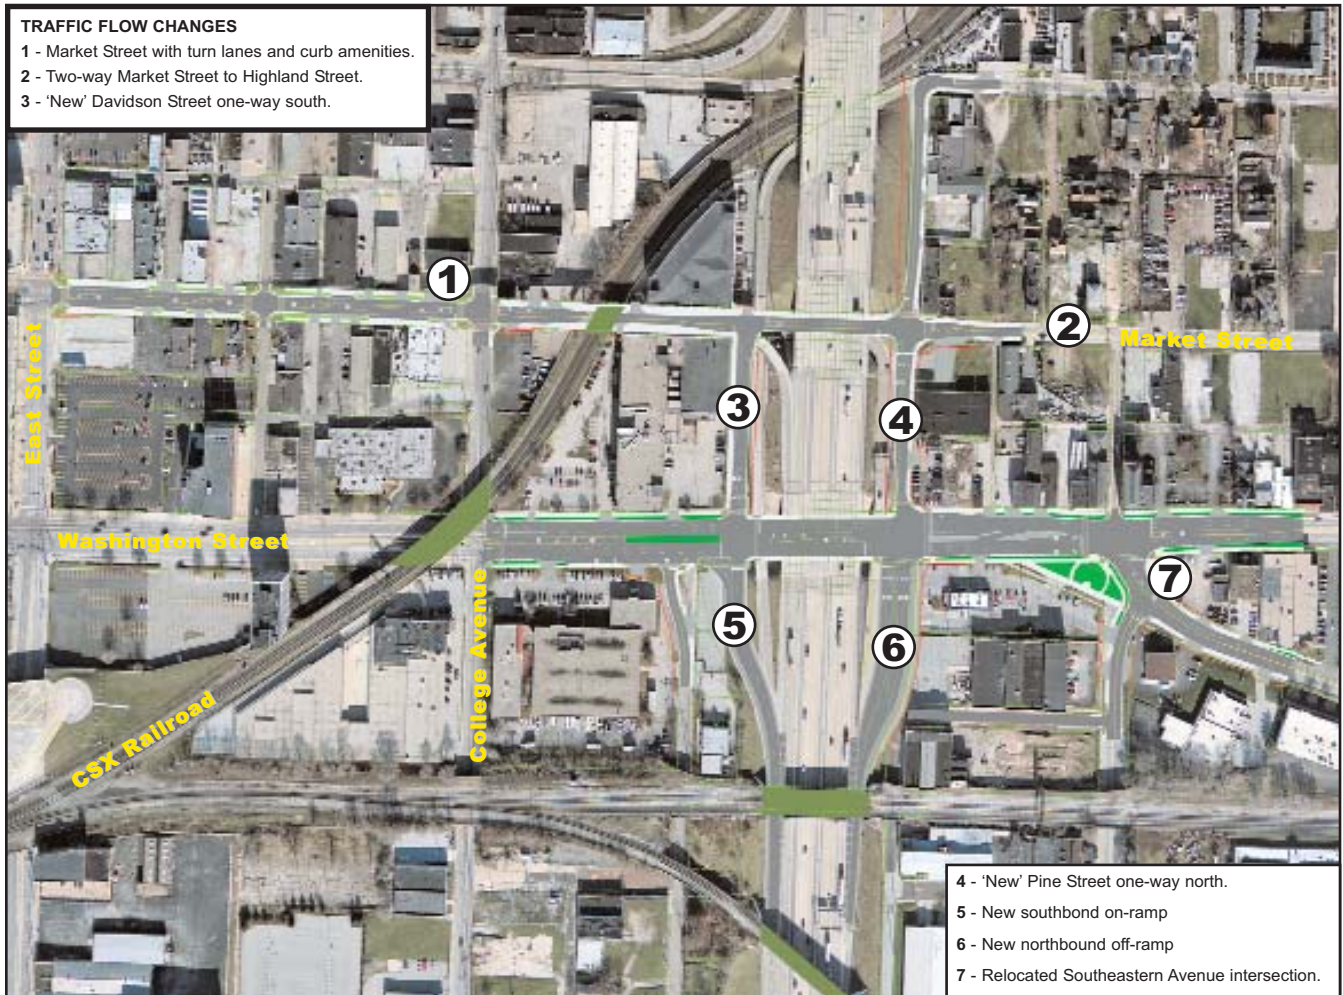 TRAFFIC FLOW CHANGES
1 - Market Street with turn lanes and curb amenities.
2 - Two-way Market Street to Highland Street.
3 - ‘New’ Davidson Street one-way south.
1
2
Market Street
East Street
3
4
Washington Street
7
5
6
College Avenue
CSX Railroad
4 - ‘New’ Pine Street one-way north.
5 - New southbond on-ramp
6 - New northbound off-ramp
7 - Relocated Southeastern Avenue intersection.